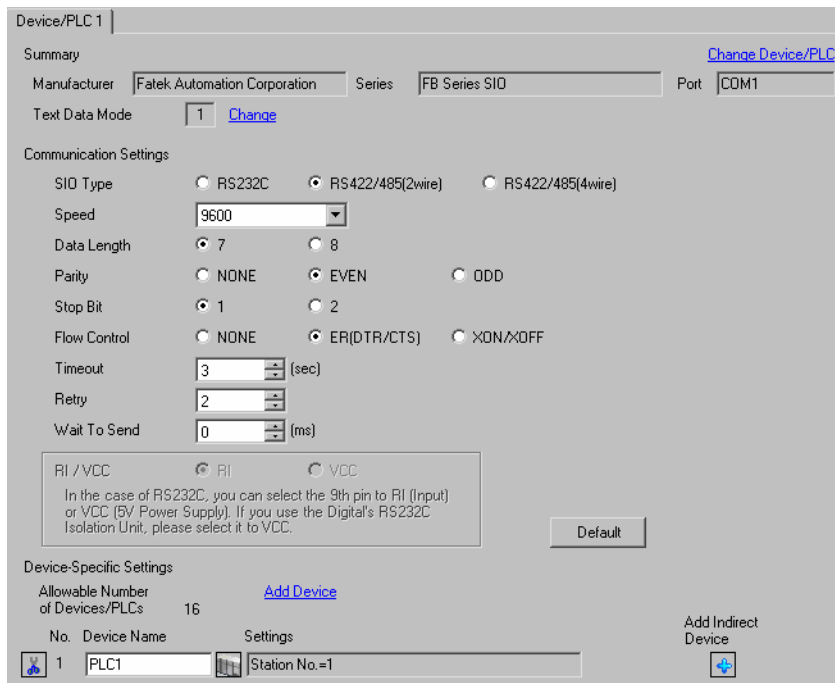 Device/PLC 1
Summary
Change Device/PLC
Manufacturer Fatek Automation Corporation Series FB Series SIO Port COM1
Text Data Mode 1 Change
Communication Settings
SIO Type RS232C RS422/485(2wire) RS422/485(4wire)
Speed 9600
Data Length 7 8
Parity NONE EVEN ODD
Stop Bit 1 2
Flow Control NONE ER(DTR/CTS) XON/XOFF
Timeout 3 (sec)
Retry 2
Wait To Send 0 (ms)
RI / VCC RI VCC
In the case of RS232C, you can select the 9th pin to RI (Input)
or VCC (5V Power Supply). If you use the Digital's RS232C
Isolation Unit, please select it to VCC.
Default
Device-Specific Settings
Allowable Number
of Devices/PLCs 16 Add Device
Add Indirect
Device
No. Device Name Settings
1 PLC1 Station No.=1